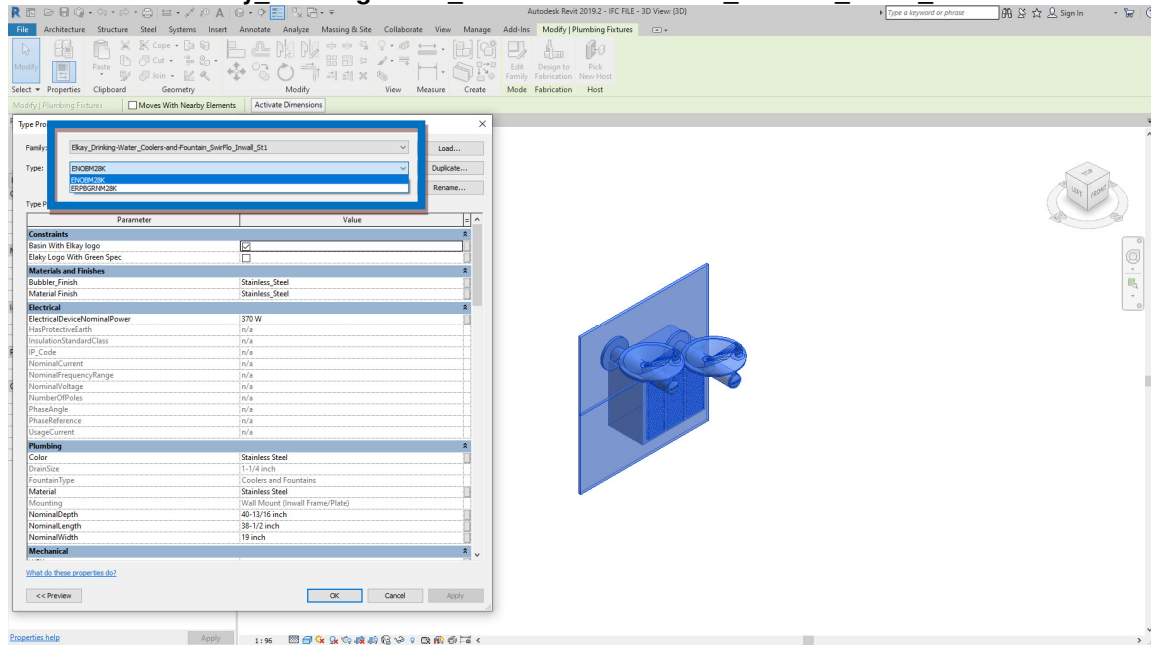 Autodesk Revit 2019.2 - IFC FILE - 3D View: {3D}
Type a keyword or phrase
Sign In
File Architecture Structure Steel Systems Insert Annotate Analyze Massing & Site Collaborate View Manage Add-Ins Modify | Plumbing Fixtures
Modify
Paste
Cope
Cut
Join
Edit Family
Design to Fabrication
Pick New Host
Select Properties Clipboard Geometry Modify View Measure Create Mode Fabrication Host
Modify | Plumbing Fixtures Moves With Nearby Elements Activate Dimensions
Type Pro
Family: Elkay_Drinking-Water_Coolers-and-Fountain_SwirFlo_Inwall_St1 Load...
Type: ENOBM28K Duplicate...
ENOBM28K
ERPBGRNM28K Rename...
Type P
Parameter Value =
Constraints
Basin With Elkay logo
Elaky Logo With Green Spec
Materials and Finishes
Bubbler_Finish Stainless_Steel
Material Finish Stainless_Steel
Electrical
ElectricalDeviceNominalPower 370 W
HasProtectiveEarth n/a
InsulationStandardClass n/a
IP_Code n/a
NominalCurrent n/a
NominalFrequencyRange n/a
NominalVoltage n/a
NumberOfPoles n/a
PhaseAngle n/a
PhaseReference n/a
UsageCurrent n/a
Plumbing
Color Stainless Steel
DrainSize 1-1/4 inch
FountainType Coolers and Fountains
Material Stainless Steel
Mounting Wall Mount (Inwall Frame/Plate)
NominalDepth 40-13/16 inch
NominalLength 38-1/2 inch
NominalWidth 19 inch
Mechanical
What do these properties do?
<< Preview OK Cancel Apply
Properties help Apply 1 : 96
TOP
LEFT FRONT